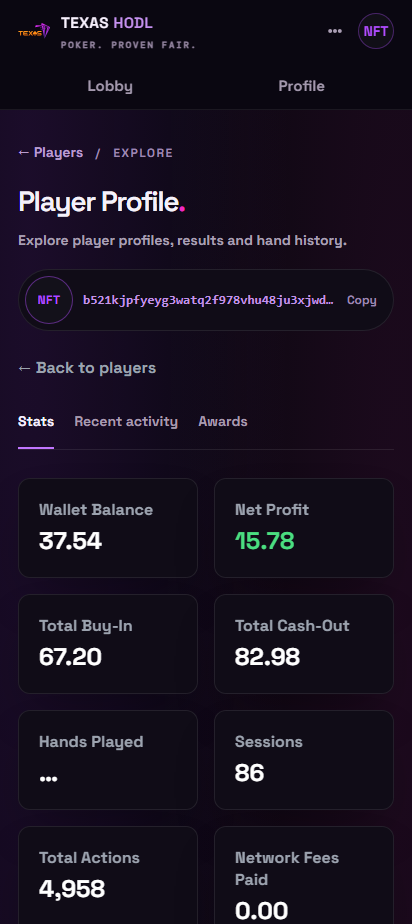 TEXAS
TEXAS HODL
POKER. PROVEN FAIR.
•••
NFT
Lobby
Profile
← Players / EXPLORE
Player Profile.
Explore player profiles, results and hand history.
NFT
b521kjpfyeyg3watq2f978vhu48ju3xjwd…
Copy
← Back to players
Stats
Recent activity
Awards
Wallet Balance
37.54
Net Profit
15.78
Total Buy-In
67.20
Total Cash-Out
82.98
Hands Played
…
Sessions
86
Total Actions
4,958
Network Fees
Paid
0.00